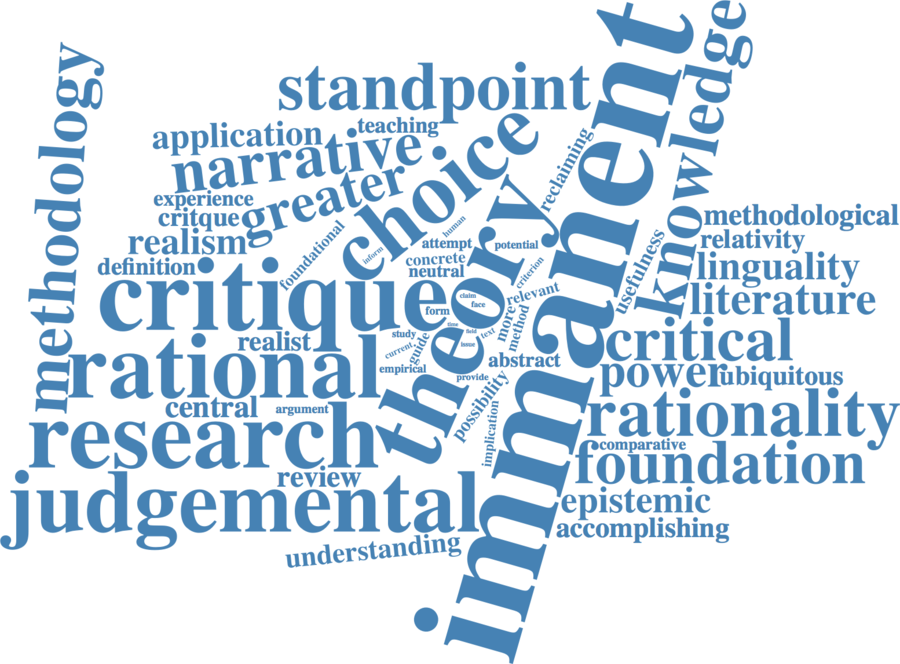 immanent
knowledge
standpoint
methodology
application
teaching
narrative
choice
reclaiming
experience
greater
critque
human
methodological
realism
foundational
inform
attempt
potential
theory
relativity
usefulness
definition
concrete
neutral
criterion
linguality
critique
relevant
literature
claim
face
form
more
method
time
field
text
study
realist
issue
current
guide
critical
rational
empirical
abstract
provide
power
ubiquitous
central
argument
possibility
rationality
research
implication
comparative
foundation
review
judgemental
epistemic
accomplishing
understanding